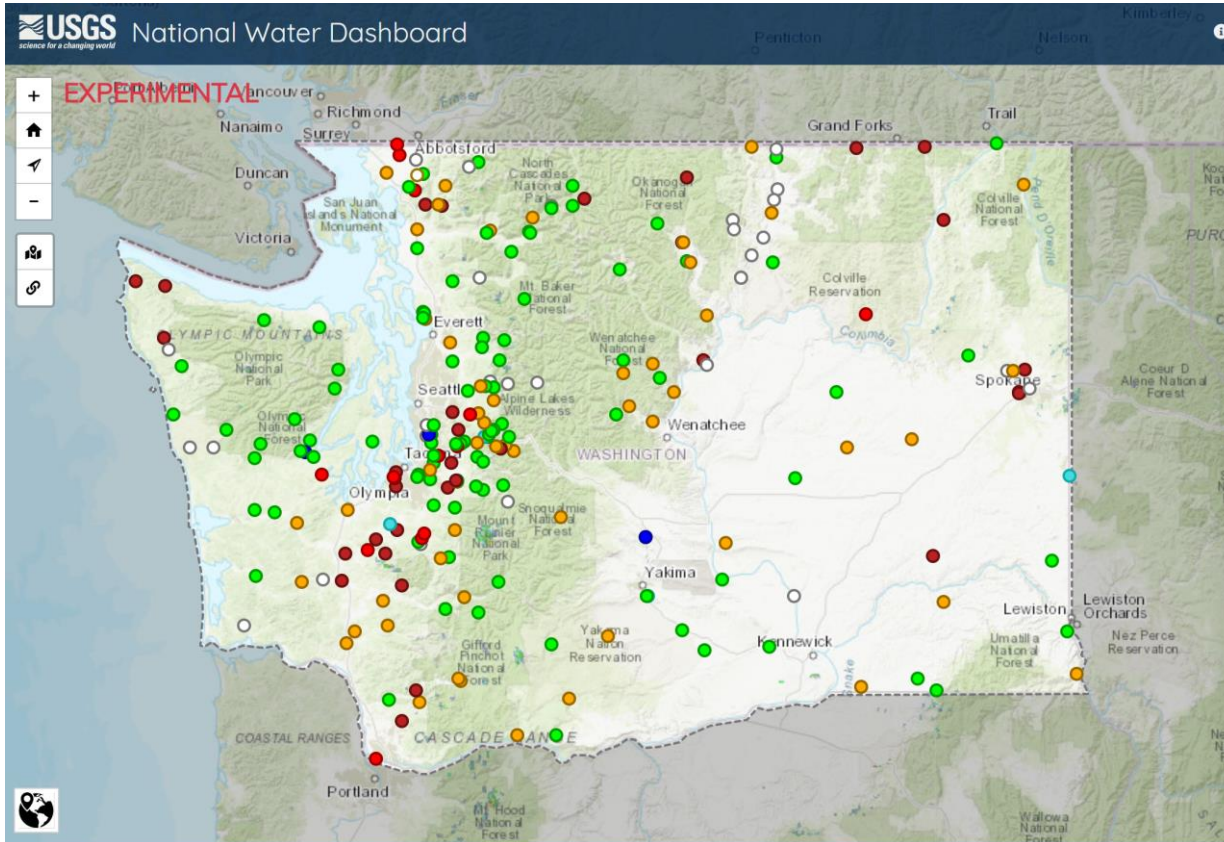 USGS
science for a changing world
National Water Dashboard
EXPERIMENTAL
Kimberley
Penticton
Nelson
Vancouver
Richmond
Nanaimo
Surrey
Abbotsford
Grand Forks
Trail
Duncan
Victoria
San Juan
Islands National
Monument
North
Cascades
National
Park
Okanogan
National
Forest
Colville
National
Forest
Pend D Oreille
PURC
Mt. Baker
National
Forest
Colville
Reservation
Everett
OLYMPIC MOUNTAINS
Olympic
National
Park
Wenatchee
National
Forest
Columbia
Spokane
Coeur D
Alene National
Forest
Seattle
Alpine Lakes
Wilderness
Olympic
National
Forest
Wenatchee
WASHINGTON
Tacoma
Olympia
Snoqualmie
National
Forest
Mount
Rainier
National
Park
Yakima
Lewiston
Lewiston
Orchards
Nez Perce
Reservation
Kennewick
Umatilla
National
Forest
Snake
Yakama
Nation
Reservation
Gifford
Pinchot
National
Forest
COASTAL RANGES
CASCADE RANGE
Portland
Mt Hood
National
Forest
Wallowa
National
Forest